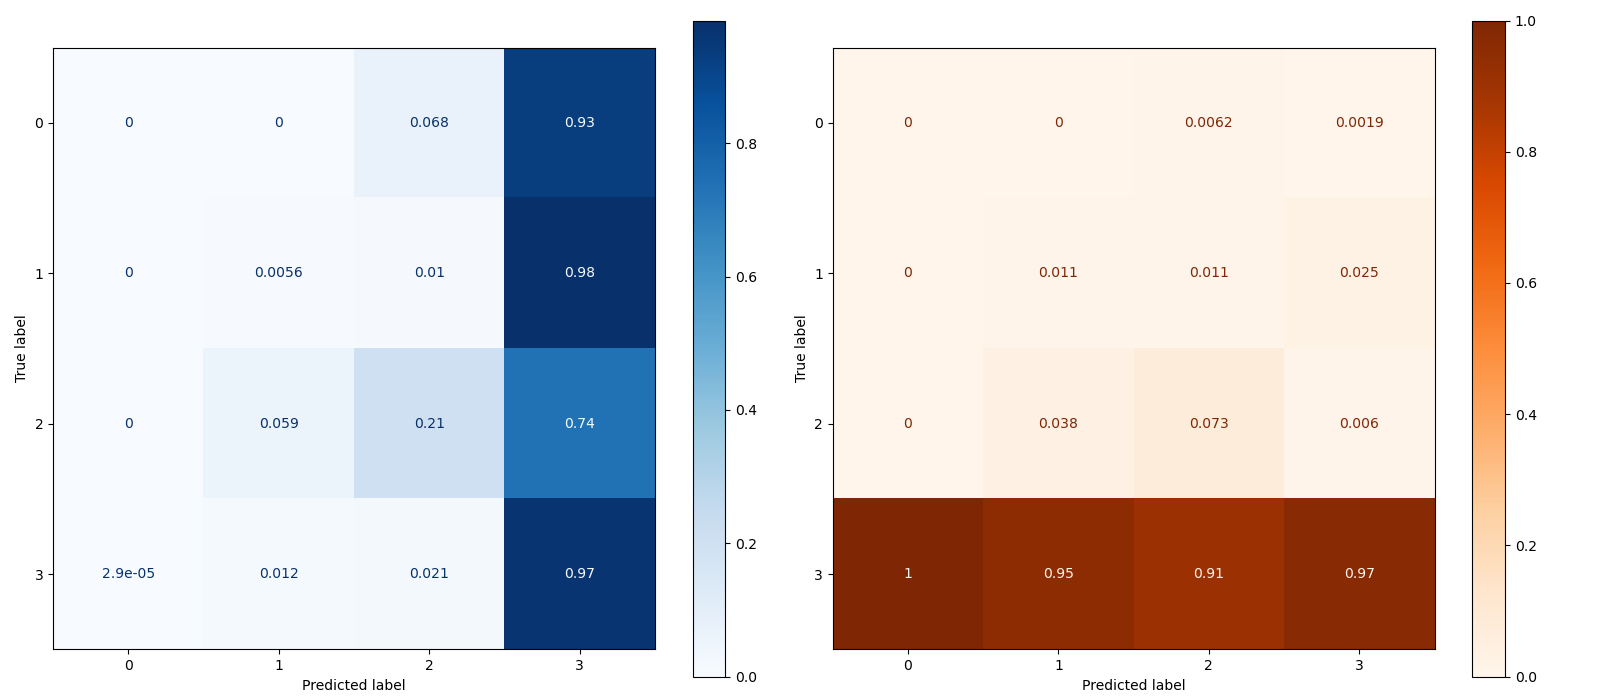 0 0 0 0.068 0.93
1 0 0.0056 0.01 0.98
2 0 0.059 0.21 0.74
3 2.9e-05 0.012 0.021 0.97
0 1 2 3
Predicted label
True label
0.8
0.6
0.4
0.2
0.0
0 0 0 0.0062 0.0019
1 0 0.011 0.011 0.025
2 0 0.038 0.073 0.006
3 1 0.95 0.91 0.97
0 1 2 3
Predicted label
True label
1.0
0.8
0.6
0.4
0.2
0.0